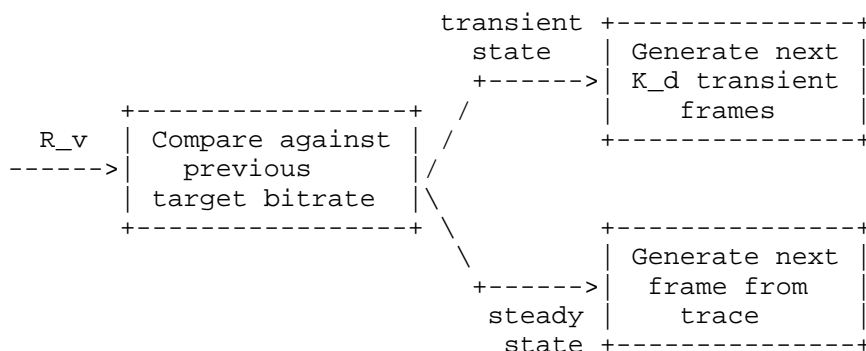 transient
state
Generate next
K_d transient
frames
R_v
Compare against
previous
target bitrate
Generate next
frame from
trace
steady
state